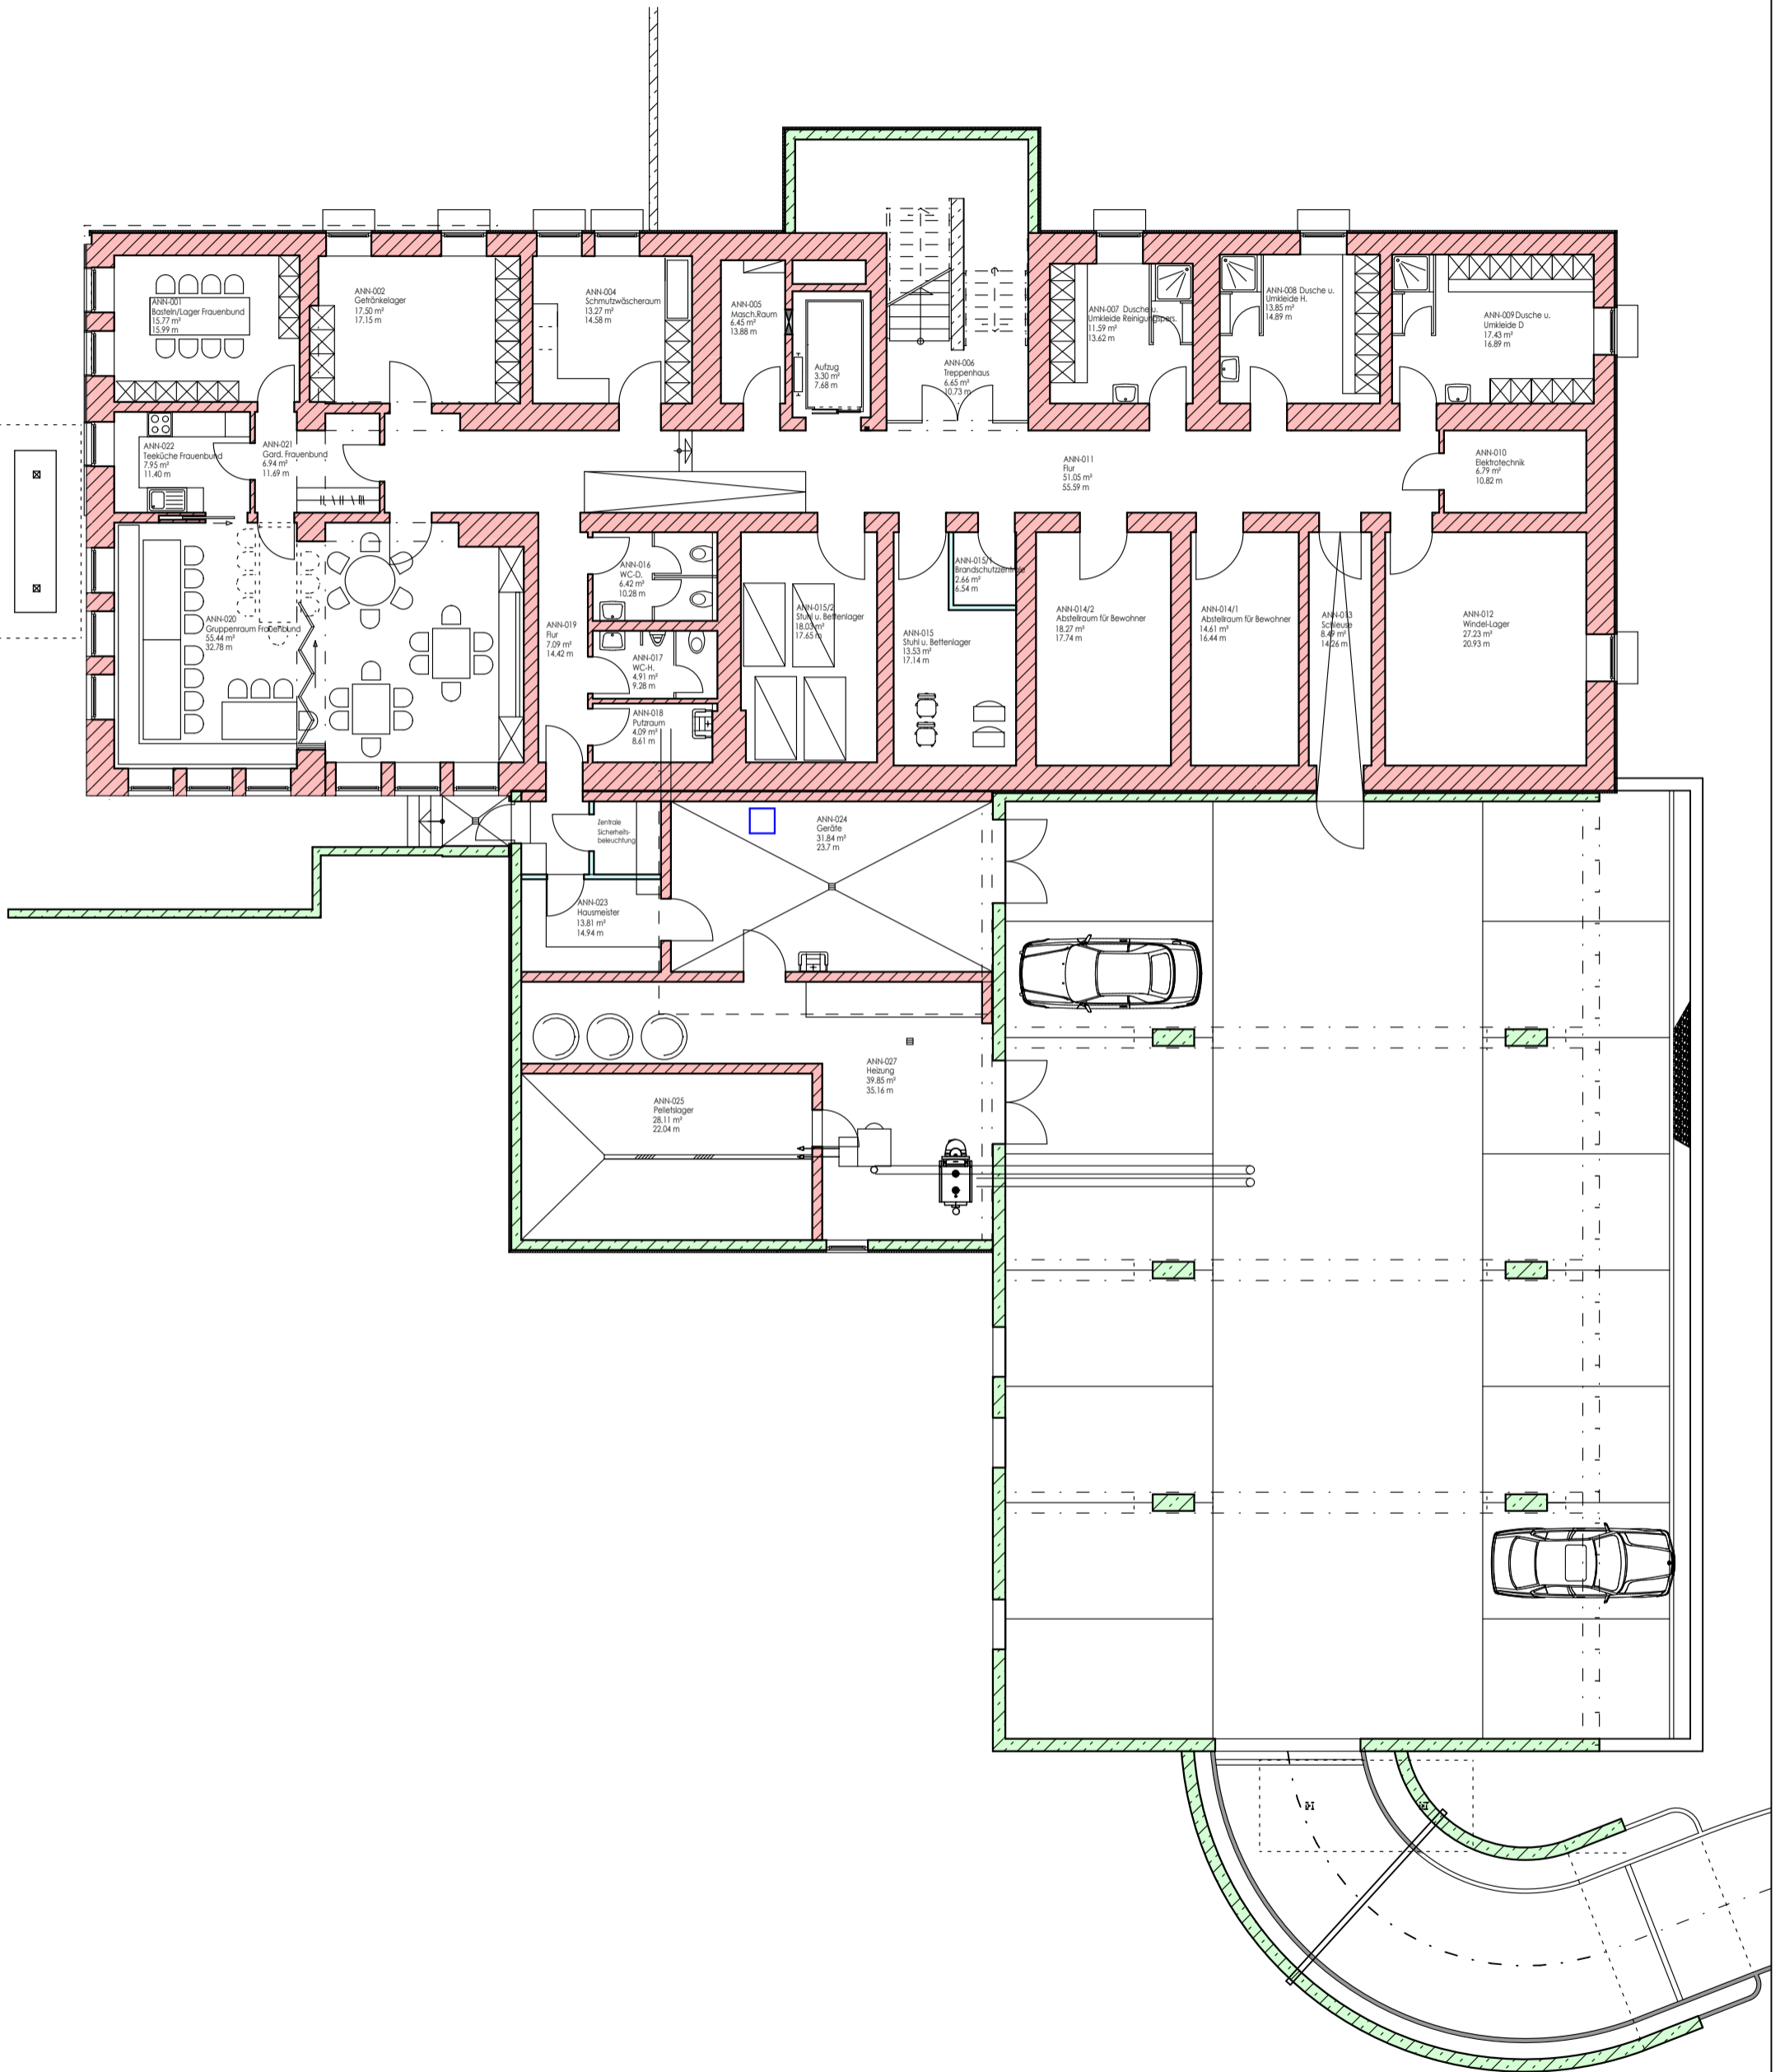 ANN-001
Basteln/Lager Frauenbund
15.77 m²
15.99 m
ANN-002
Getränkelager
17.50 m²
17.15 m
ANN-004
Schmutzwäscheraum
13.27 m²
14.58 m
ANN-005
Masch.Raum
6.45 m²
13.88 m
Aufzug
3.30 m²
7.68 m
ANN-006
Treppenhaus
6.65 m²
10.73 m
ANN-007 Dusche u.
Umkleide Reinigungspers.
11.59 m²
13.62 m
ANN-008 Dusche u.
Umkleide H.
13.85 m²
14.89 m
ANN-009 Dusche u.
Umkleide D
17.43 m²
16.89 m
ANN-022
Teeküche Frauenbund
7.95 m²
11.40 m
ANN-021
Gard. Frauenbund
6.94 m²
11.69 m
ANN-011
Flur
51.05 m²
55.59 m
ANN-010
Elektrotechnik
6.79 m²
10.82 m
ANN-020
Gruppenraum Frauenbund
55.44 m²
32.78 m
ANN-019
Flur
7.09 m²
14.42 m
ANN-016
WC-D.
6.42 m²
10.28 m
ANN-017
WC-H.
4.91 m²
9.28 m
ANN-018
Putzraum
4.09 m²
8.61 m
ANN-015/2
Stuhl u. Bettenlager
18.03 m²
17.65 m
ANN-015
Stuhl u. Bettenlager
13.53 m²
17.14 m
ANN-015/1
Brandschutzzentrale
2.66 m²
6.54 m
ANN-014/2
Abstellraum für Bewohner
18.27 m²
17.74 m
ANN-014/1
Abstellraum für Bewohner
14.61 m²
16.44 m
ANN-013
Schleuse
8.49 m²
14.26 m
ANN-012
Windel-Lager
27.23 m²
20.93 m
Zentrale
Sicherheits-
beleuchtung
ANN-024
Geräte
31.84 m²
23.7 m
ANN-023
Hausmeister
13.81 m²
14.94 m
ANN-027
Heizung
39.85 m²
35.16 m
ANN-025
Pelletslager
28.11 m²
22.04 m